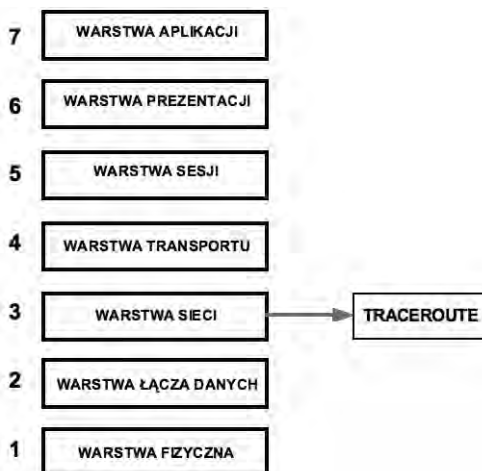 7 WARSTWA APLIKACJI
6 WARSTWA PREZENTACJI
5 WARSTWA SESJI
4 WARSTWA TRANSPORTU
3 WARSTWA SIECI TRACEROUTE
2 WARSTWA ŁĄCZA DANYCH
1 WARSTWA FIZYCZNA